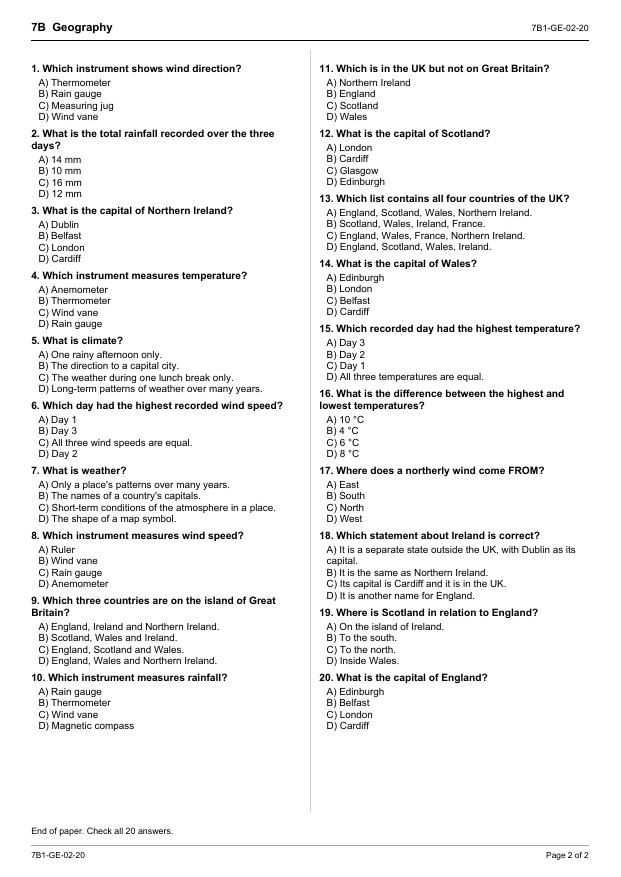 7B  Geography
7B1-GE-02-20
1. Which instrument shows wind direction?
A) Thermometer
B) Rain gauge
C) Measuring jug
D) Wind vane
2. What is the total rainfall recorded over the three
days?
A) 14 mm
B) 10 mm
C) 16 mm
D) 12 mm
3. What is the capital of Northern Ireland?
A) Dublin
B) Belfast
C) London
D) Cardiff
4. Which instrument measures temperature?
A) Anemometer
B) Thermometer
C) Wind vane
D) Rain gauge
5. What is climate?
A) One rainy afternoon only.
B) The direction to a capital city.
C) The weather during one lunch break only.
D) Long-term patterns of weather over many years.
6. Which day had the highest recorded wind speed?
A) Day 1
B) Day 3
C) All three wind speeds are equal.
D) Day 2
7. What is weather?
A) Only a place's patterns over many years.
B) The names of a country's capitals.
C) Short-term conditions of the atmosphere in a place.
D) The shape of a map symbol.
8. Which instrument measures wind speed?
A) Ruler
B) Wind vane
C) Rain gauge
D) Anemometer
9. Which three countries are on the island of Great
Britain?
A) England, Ireland and Northern Ireland.
B) Scotland, Wales and Ireland.
C) England, Scotland and Wales.
D) England, Wales and Northern Ireland.
10. Which instrument measures rainfall?
A) Rain gauge
B) Thermometer
C) Wind vane
D) Magnetic compass
11. Which is in the UK but not on Great Britain?
A) Northern Ireland
B) England
C) Scotland
D) Wales
12. What is the capital of Scotland?
A) London
B) Cardiff
C) Glasgow
D) Edinburgh
13. Which list contains all four countries of the UK?
A) England, Scotland, Wales, Northern Ireland.
B) Scotland, Wales, Ireland, France.
C) England, Wales, France, Northern Ireland.
D) England, Scotland, Wales, Ireland.
14. What is the capital of Wales?
A) Edinburgh
B) London
C) Belfast
D) Cardiff
15. Which recorded day had the highest temperature?
A) Day 3
B) Day 2
C) Day 1
D) All three temperatures are equal.
16. What is the difference between the highest and
lowest temperatures?
A) 10 °C
B) 4 °C
C) 6 °C
D) 8 °C
17. Where does a northerly wind come FROM?
A) East
B) South
C) North
D) West
18. Which statement about Ireland is correct?
A) It is a separate state outside the UK, with Dublin as its
capital.
B) It is the same as Northern Ireland.
C) Its capital is Cardiff and it is in the UK.
D) It is another name for England.
19. Where is Scotland in relation to England?
A) On the island of Ireland.
B) To the south.
C) To the north.
D) Inside Wales.
20. What is the capital of England?
A) Edinburgh
B) Belfast
C) London
D) Cardiff
End of paper. Check all 20 answers.
7B1-GE-02-20
Page 2 of 2